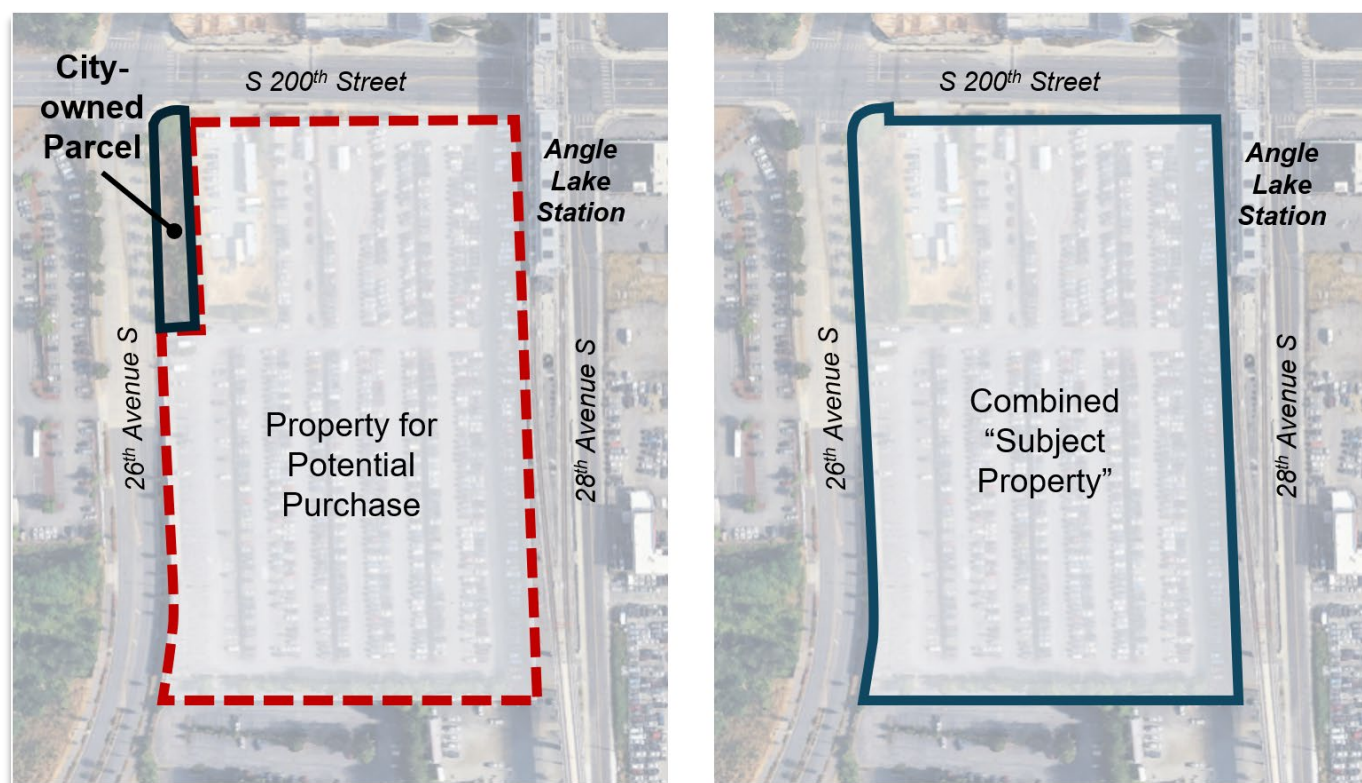 City-
owned
Parcel
S 200th Street
Angle
Lake
Station
26th Avenue S
Property for
Potential
Purchase
28th Avenue S
S 200th Street
Angle
Lake
Station
26th Avenue S
Combined
“Subject
Property”
28th Avenue S